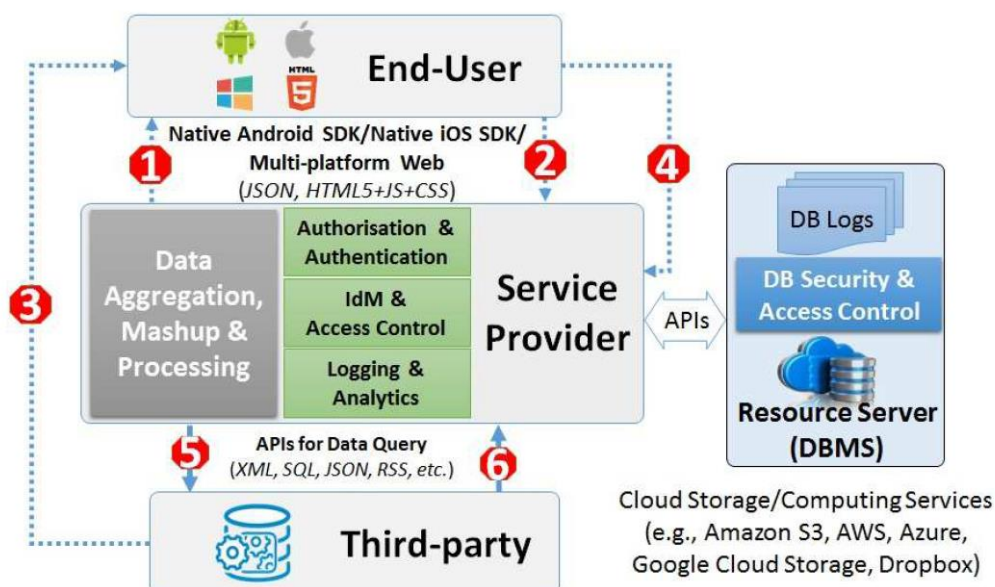 HTML
5
End-User
Native Android SDK/Native iOS SDK/
Multi-platform Web
(JSON, HTML5+JS+CSS)
1
2
4
3
Data
Aggregation,
Mashup &
Processing
Authorisation &
Authentication
IdM &
Access Control
Logging &
Analytics
Service
Provider
APIs
DB Logs
DB Security &
Access Control
Resource Server
(DBMS)
5
APIs for Data Query
(XML, SQL, JSON, RSS, etc.)
6
Third-party
Cloud Storage/Computing Services
(e.g., Amazon S3, AWS, Azure,
Google Cloud Storage, Dropbox)